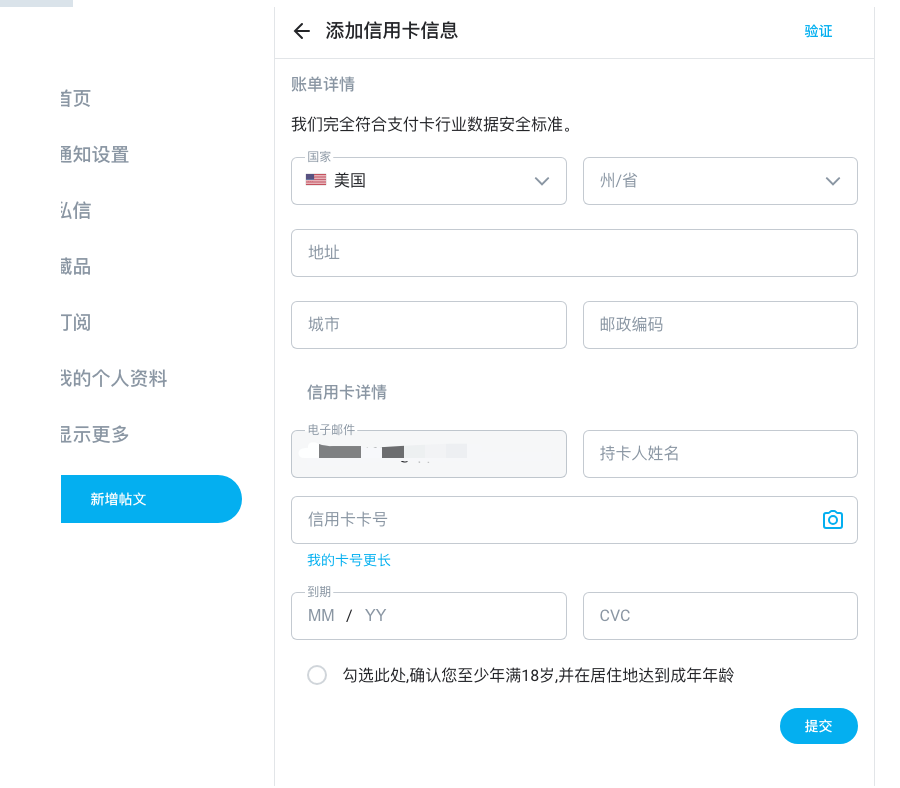 添加信用卡信息
验证
账单详情
我们完全符合支付卡行业数据安全标准。
国家
美国
州/省
地址
城市
邮政编码
信用卡详情
电子邮件
持卡人姓名
信用卡卡号
我的卡号更长
到期
MM / YY
CVC
勾选此处,确认您至少年满18岁,并在居住地达到成年年龄
提交
首页
通知设置
私信
藏品
订阅
我的个人资料
显示更多
新增帖文